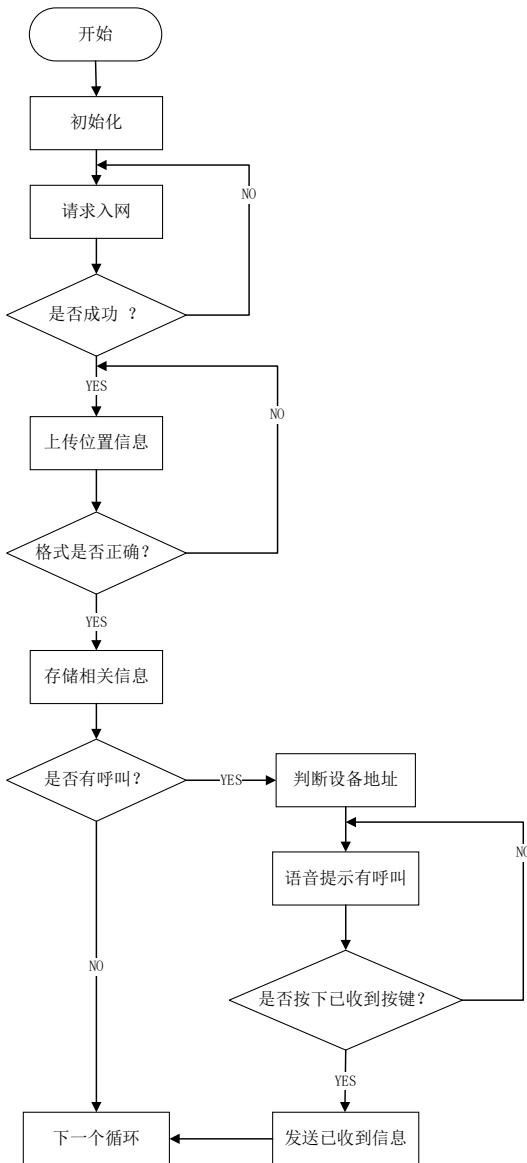 开始
初始化
请求入网
NO
是否成功 ？
YES
上传位置信息
NO
格式是否正确？
YES
存储相关信息
是否有呼叫？
YES
判断设备地址
语音提示有呼叫
NO
是否按下已收到按键？
NO
YES
下一个循环
发送已收到信息